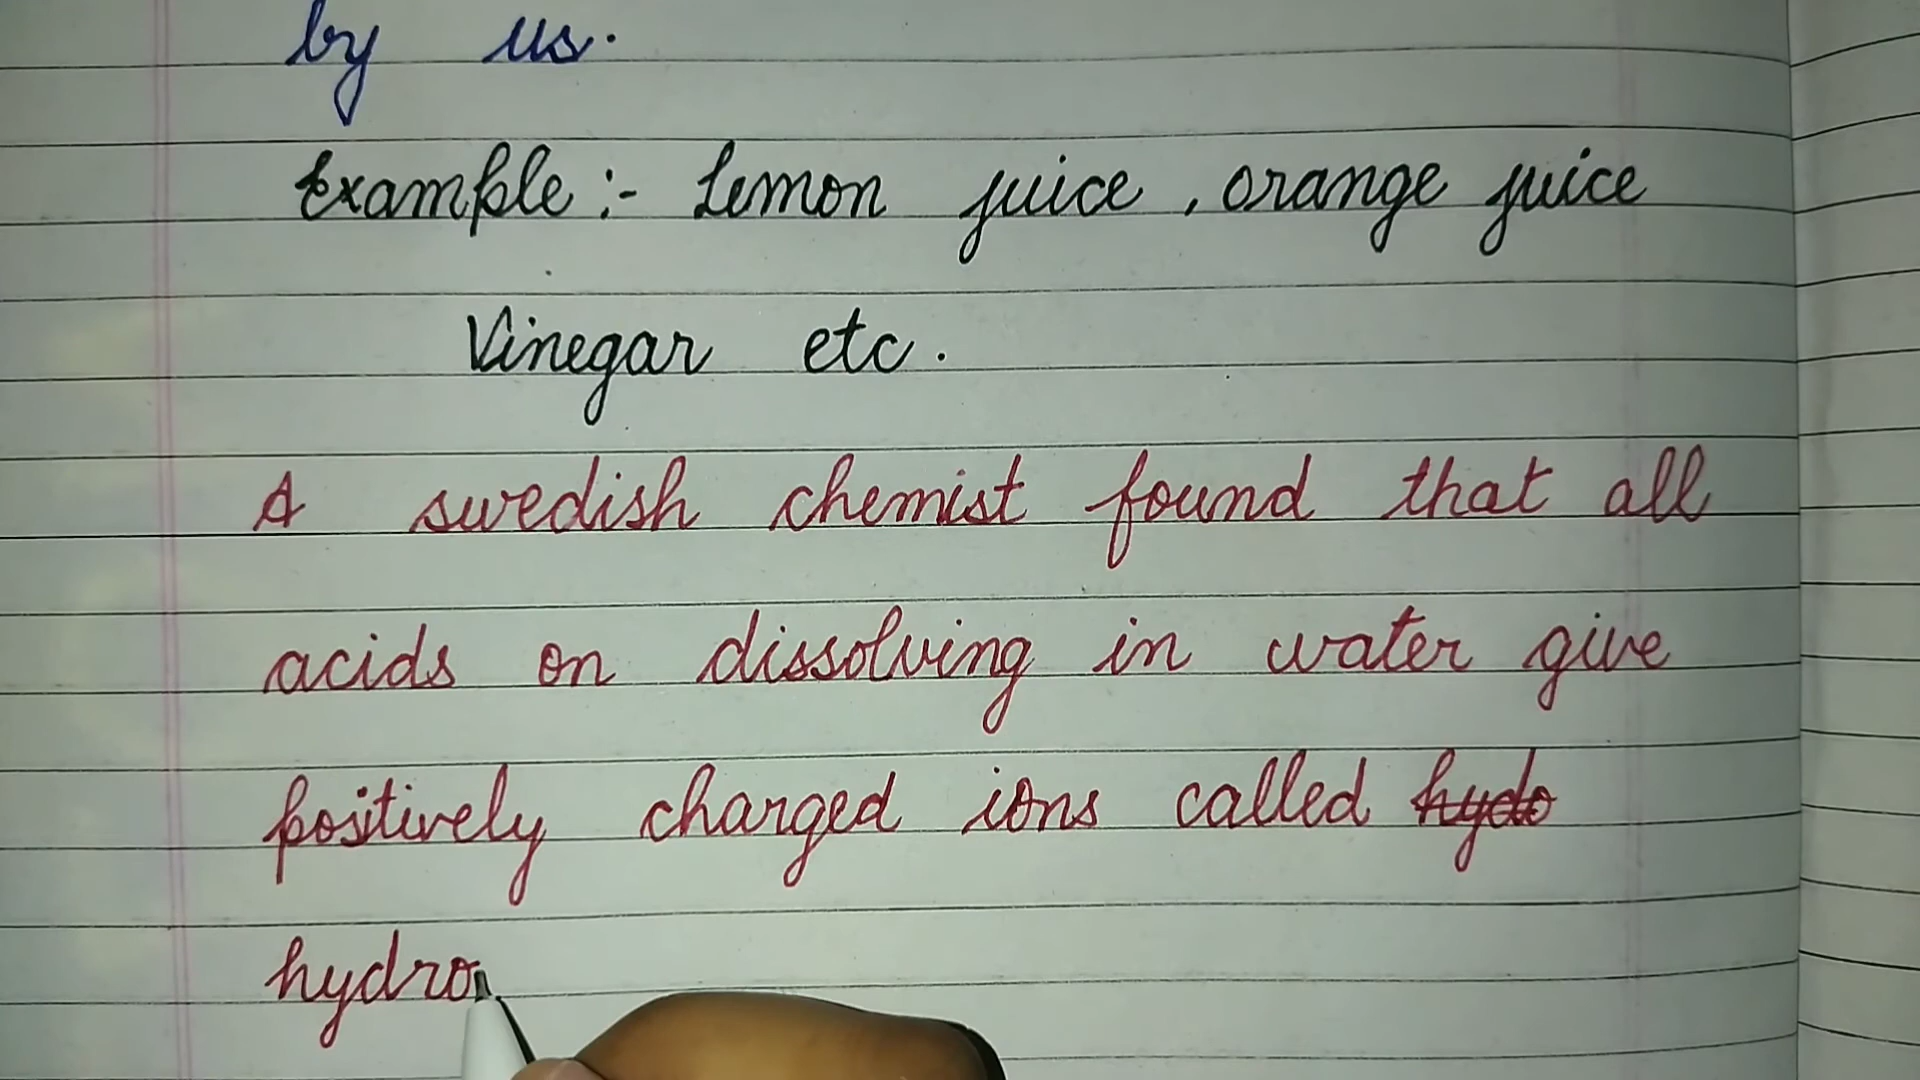 by us.
Example :- Lemon juice , orange juice
Vinegar etc.
A swedish chemist found that all
acids on dissolving in water give
positively charged ions called hydo
hydro